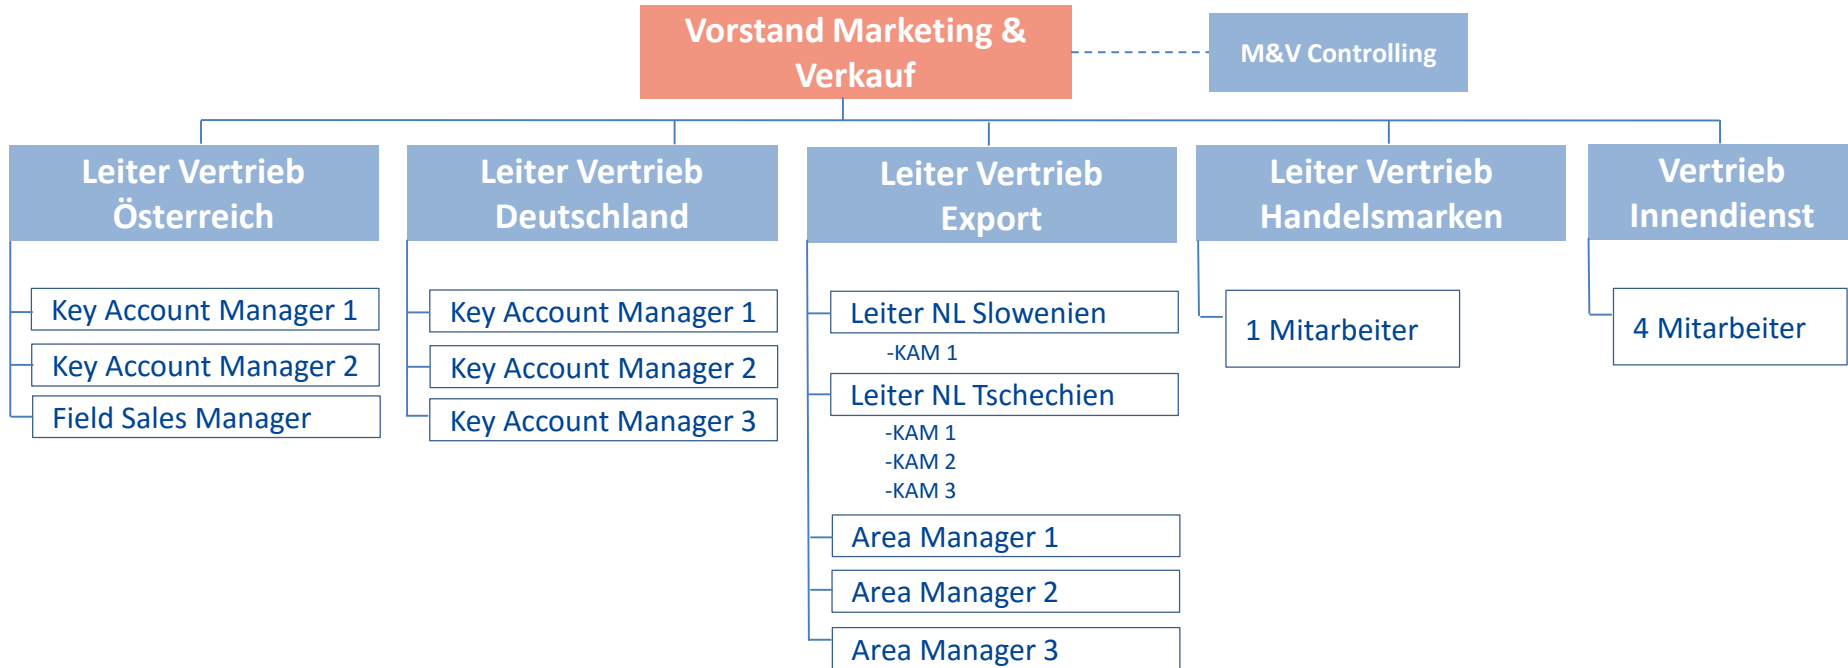 Vorstand Marketing &
Verkauf
M&V Controlling
Leiter Vertrieb
Österreich
Key Account Manager 1
Key Account Manager 2
Field Sales Manager
Leiter Vertrieb
Deutschland
Key Account Manager 1
Key Account Manager 2
Key Account Manager 3
Leiter Vertrieb
Export
Leiter NL Slowenien
-KAM 1
Leiter NL Tschechien
-KAM 1
-KAM 2
-KAM 3
Area Manager 1
Area Manager 2
Area Manager 3
Leiter Vertrieb
Handelsmarken
1 Mitarbeiter
Vertrieb
Innendienst
4 Mitarbeiter